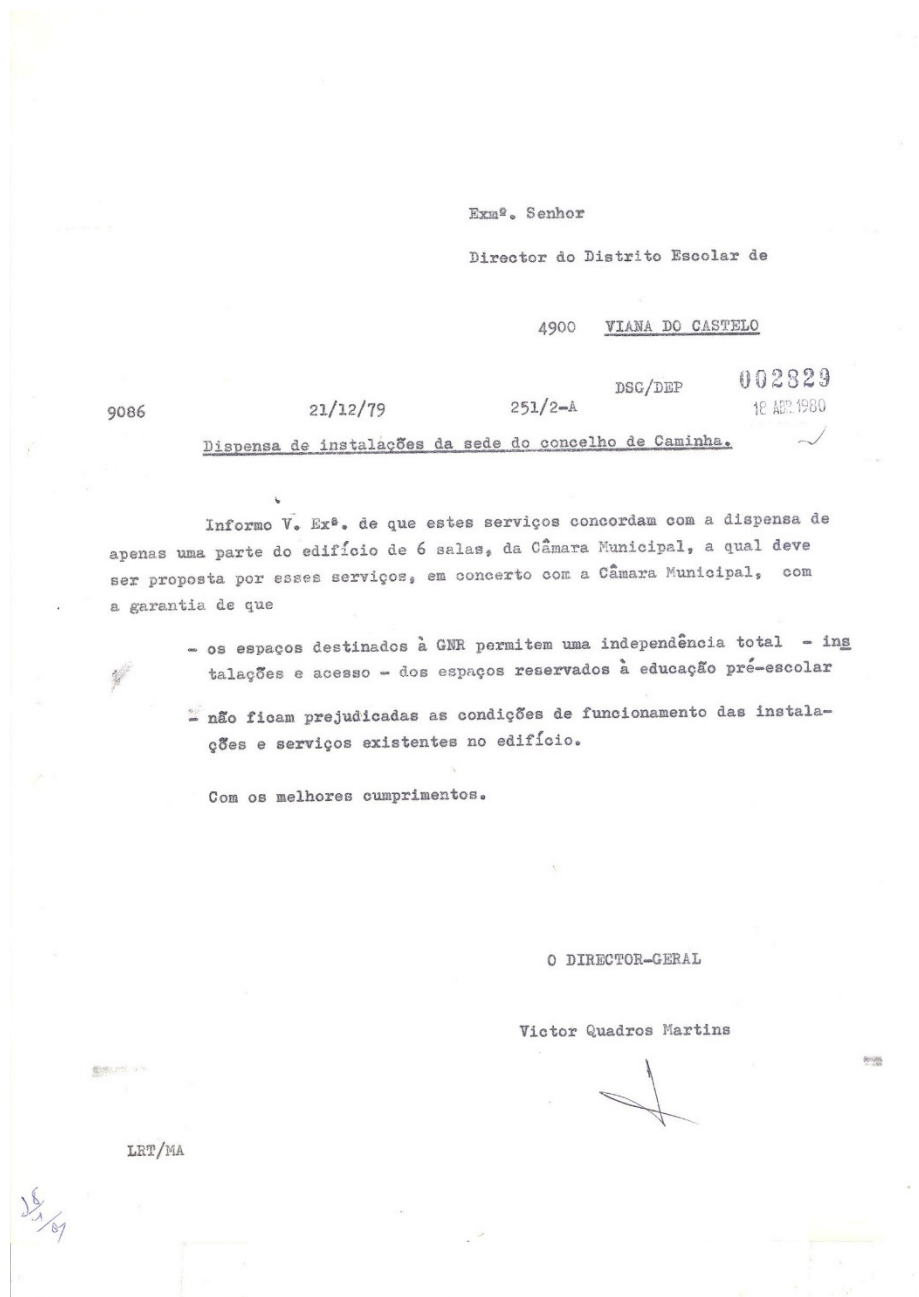 Exmº. Senhor
Director do Distrito Escolar de
4900 VIANA DO CASTELO
DSG/DEP 002829
9086 21/12/79 251/2-A 18 ABR.1980
Dispensa de instalações da sede do concelho de Caminha.
Informo V. Exª. de que estes serviços concordam com a dispensa de
apenas uma parte do edifício de 6 salas, da Câmara Municipal, a qual deve
ser proposta por esses serviços, em concerto com a Câmara Municipal, com
a garantia de que
- os espaços destinados à GNR permitem uma independência total - ins
talações e acesso - dos espaços reservados à educação pré-escolar
- não ficam prejudicadas as condições de funcionamento das instala-
ções e serviços existentes no edifício.
Com os melhores cumprimentos.
O DIRECTOR-GERAL
Victor Quadros Martins
LRT/MA